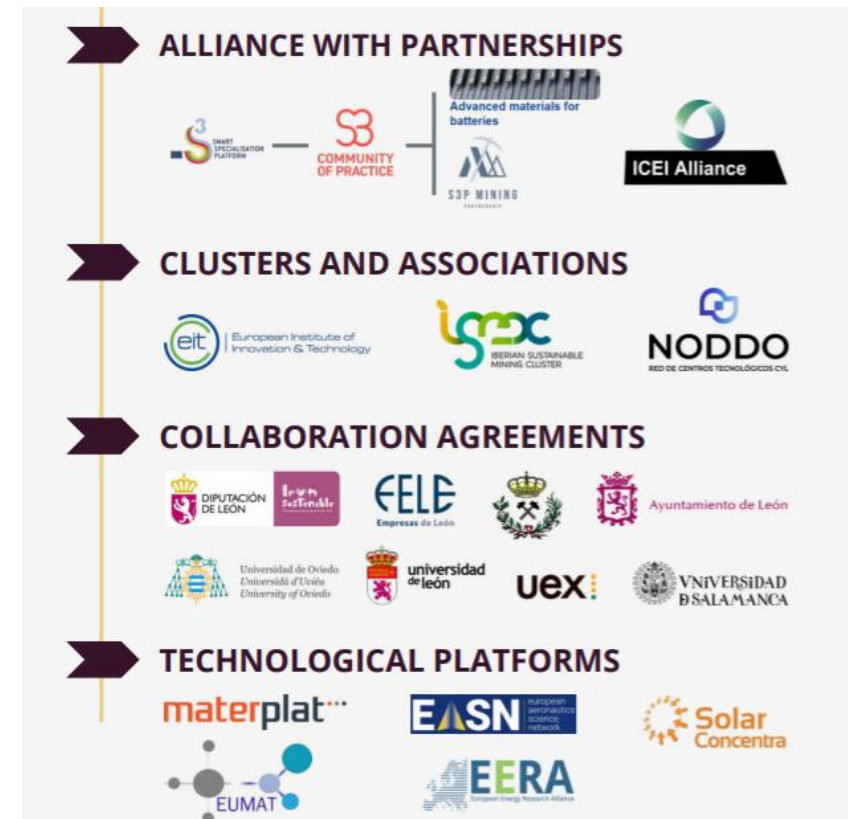 ALLIANCE WITH PARTNERSHIPS
S3
SMART
SPECIALISATION
PLATFORM
S3
COMMUNITY
OF PRACTICE
Advanced materials for
batteries
S3P MINING
PARTNERSHIP
ICEI Alliance
CLUSTERS AND ASSOCIATIONS
eit
European Institute of
Innovation & Technology
ismc
IBERIAN SUSTAINABLE
MINING CLUSTER
NODDO
RED DE CENTROS TECNOLÓGICOS CYL
COLLABORATION AGREEMENTS
DIPUTACIÓN
DE LEÓN
León
SosTenible
FELE
Empresas de León
Ayuntamiento de León
Universidad de Oviedo
Universidá d'Uviéu
University of Oviedo
universidad
de león
uex
VNiVERSiDAD
D SALAMANCA
TECHNOLOGICAL PLATFORMS
materplat
EASN
european
aeronautics
science
network
Solar
Concentra
EUMAT
EERA
European Energy Research Alliance